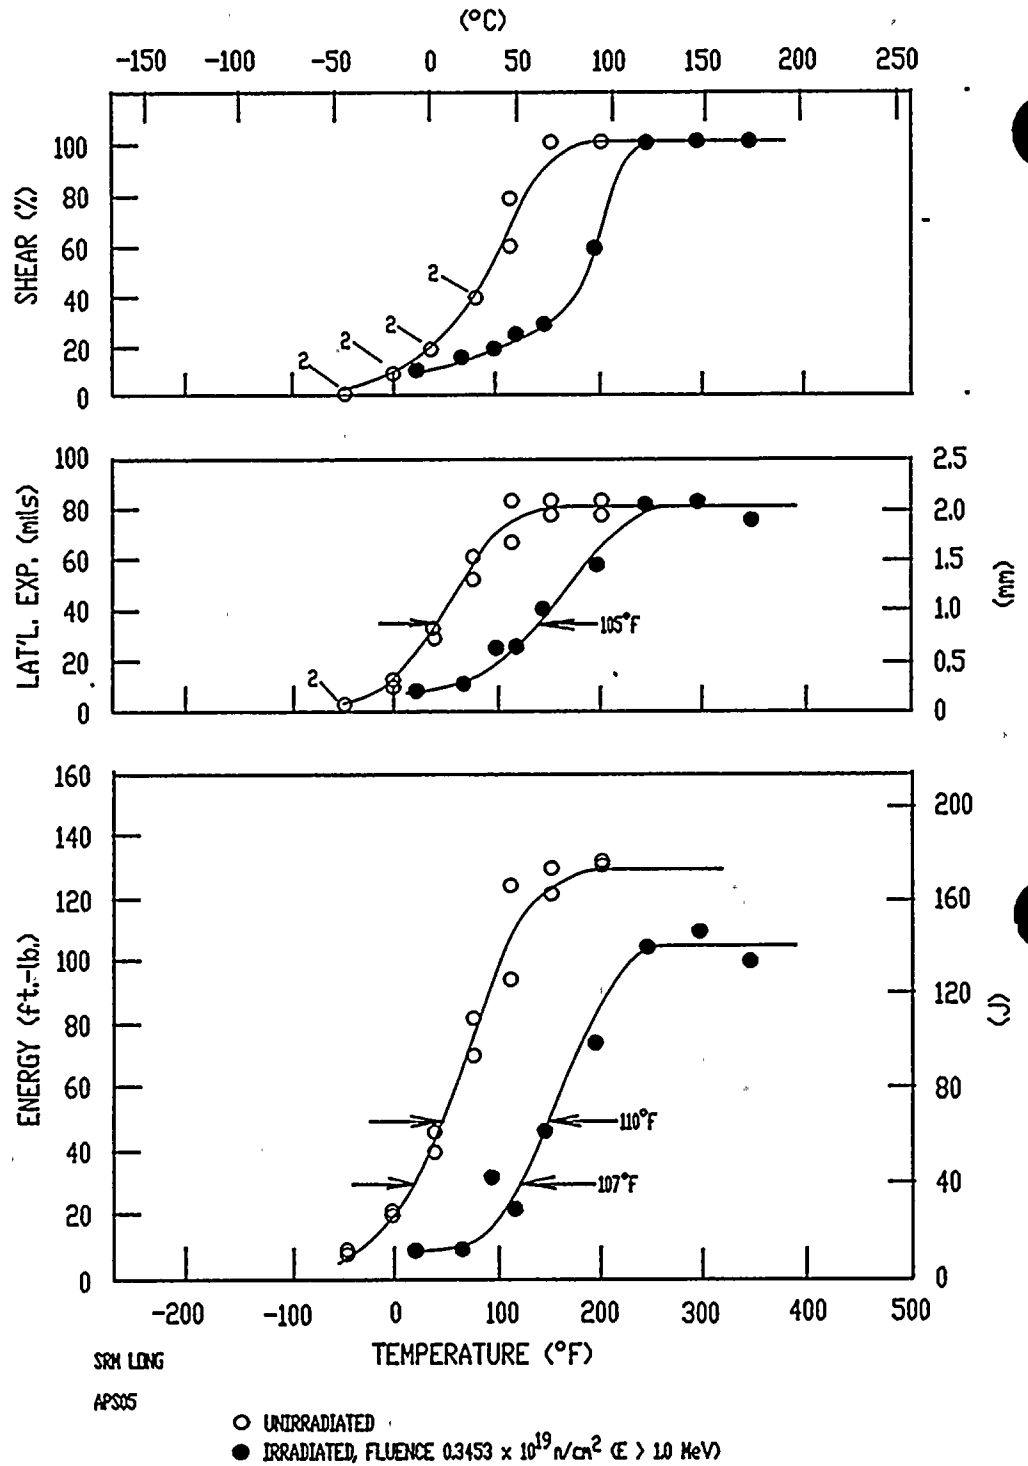 (°C)
-150 -100 -50 0 50 100 150 200 250
SHEAR (%)
100
80
60
40
20
0
2
2
2
2
LAT'L. EXP. (mils)
100
80
60
40
20
0
2.5
2.0
1.5
1.0
0.5
0
(mm)
105°F
2
ENERGY (ft.-lb.)
160
140
120
100
80
60
40
20
0
200
160
120
80
40
0
(J)
110°F
107°F
-200 -100 0 100 200 300 400 500
TEMPERATURE (°F)
SRM LONG
APS05
UNIRRADIATED
IRRADIATED, FLUENCE 0.3453 x 10¹⁹ n/cm² (E > 1.0 MeV)